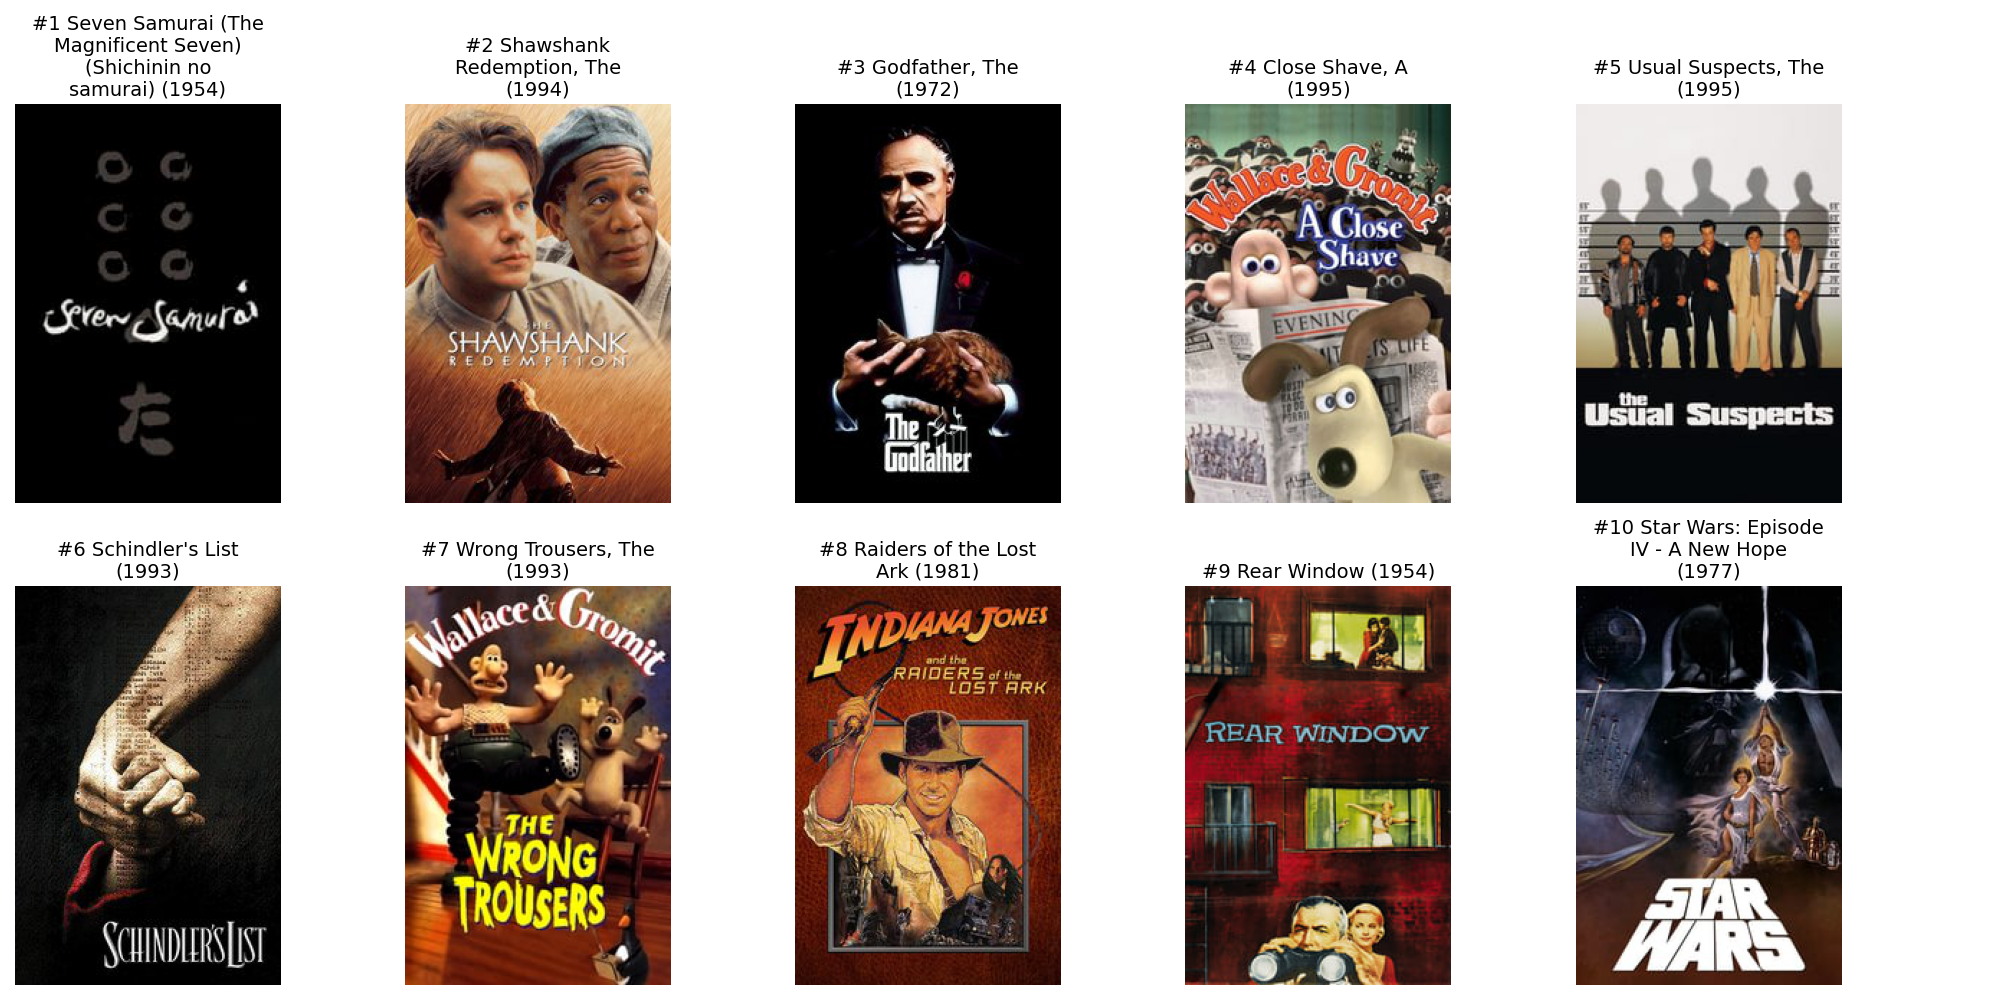 #1 Seven Samurai (The
Magnificent Seven)
(Shichinin no
samurai) (1954)
#2 Shawshank
Redemption, The
(1994)
#3 Godfather, The
(1972)
#4 Close Shave, A
(1995)
#5 Usual Suspects, The
(1995)
Seven Samurai
た
THE
SHAWSHANK
REDEMPTION
The
Godfather
Wallace & Gromit
A Close
Shave
EVENING
the
Usual Suspects
#6 Schindler's List
(1993)
#7 Wrong Trousers, The
(1993)
#8 Raiders of the Lost
Ark (1981)
#9 Rear Window (1954)
#10 Star Wars: Episode
IV - A New Hope
(1977)
SCHINDLER'S LIST
Wallace & Gromit
THE
WRONG
TROUSERS
INDIANA JONES
and the
RAIDERS of the
LOST ARK
REAR WINDOW
STAR
WARS